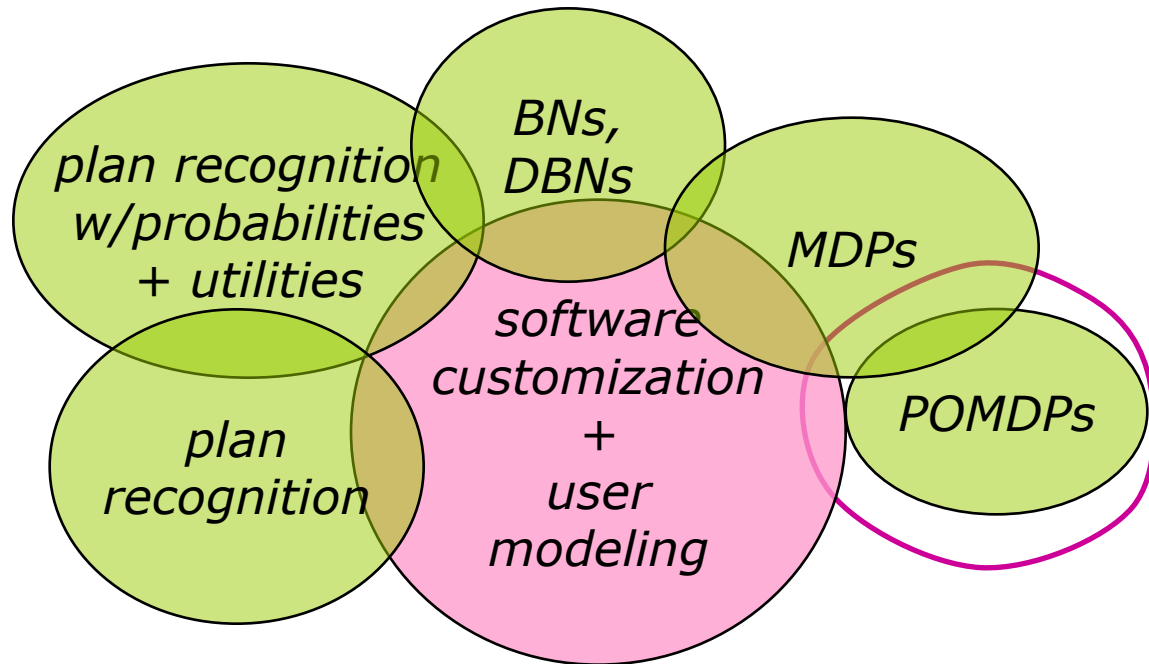 plan recognition
w/probabilities
+ utilities
BNs,
DBNs
MDPs
POMDPs
software
customization
+
user
modeling
plan
recognition